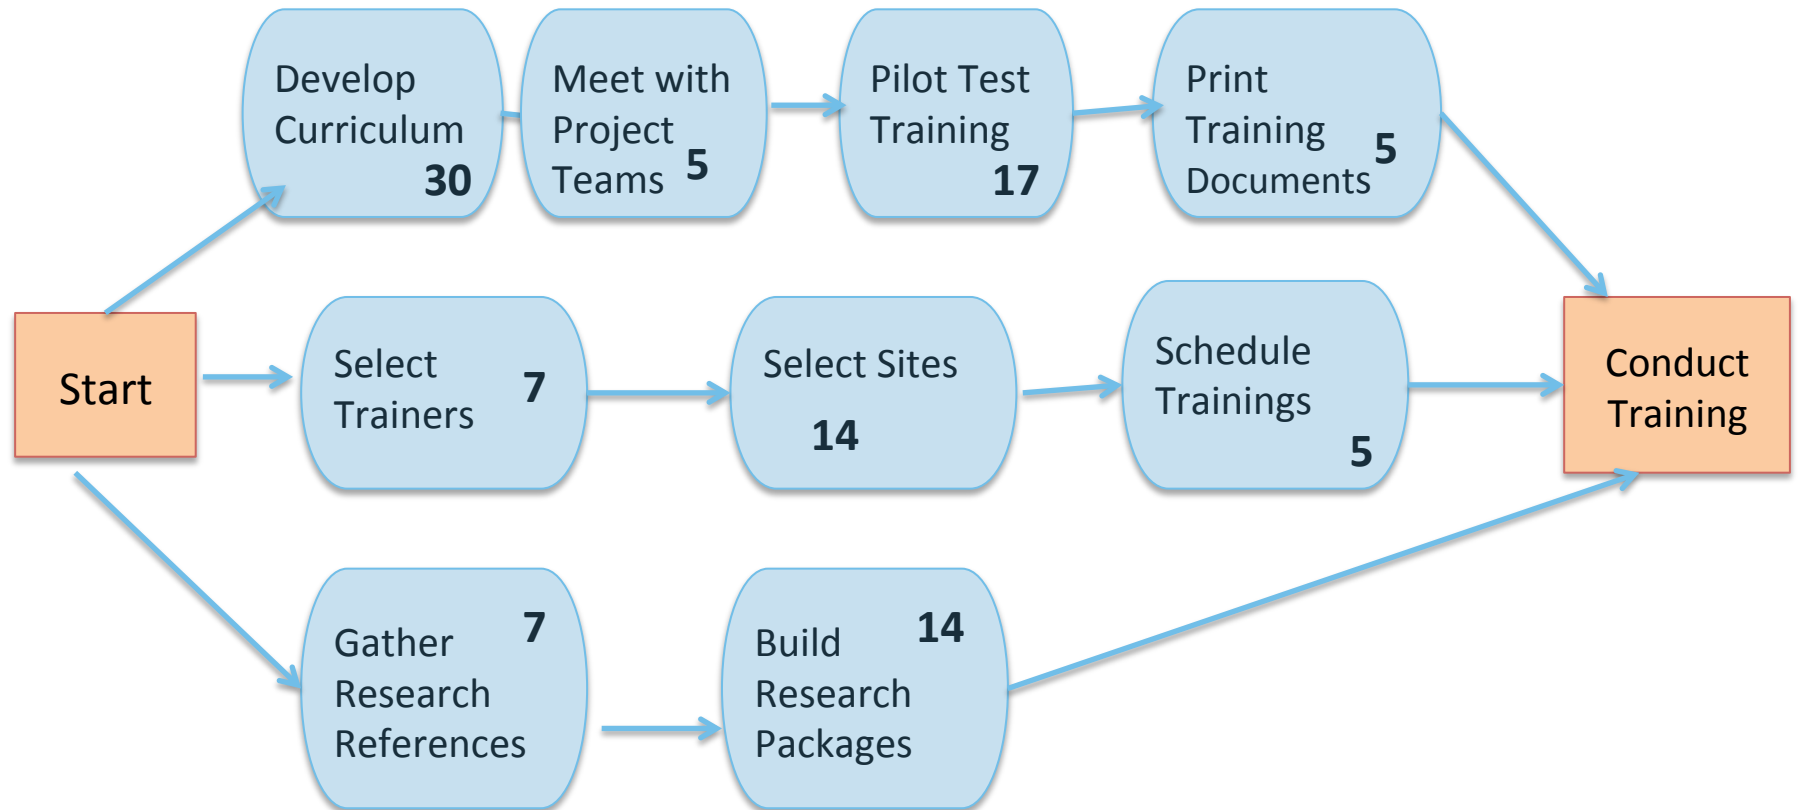 Develop
Curriculum
30
Meet with
Project
Teams 5
Pilot Test
Training
17
Print
Training
Documents 5
Start
Select
Trainers
7
Select Sites
14
Schedule
Trainings
5
Conduct
Training
Gather
Research
References
7
Build
Research
Packages
14